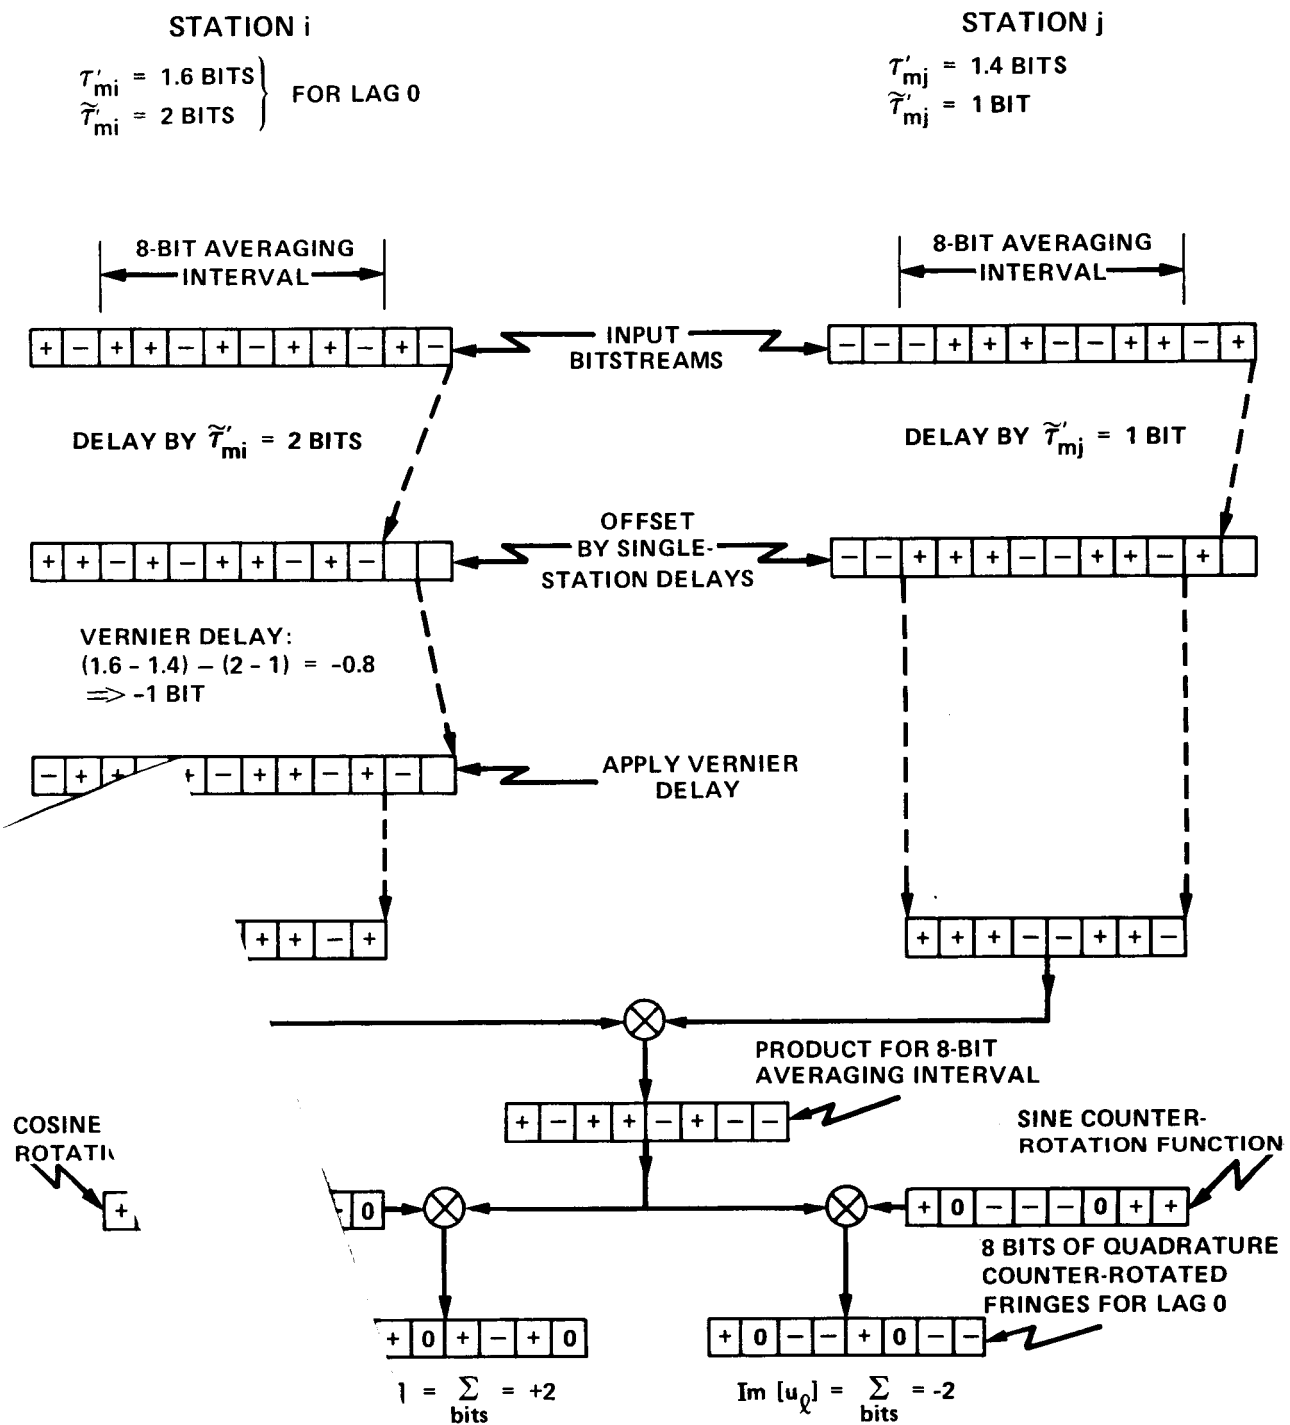 STATION i
STATION j
τ′mi = 1.6 BITS
τ̃′mi = 2 BITS
FOR LAG 0
τ′mj = 1.4 BITS
τ̃′mj = 1 BIT
8-BIT AVERAGING
INTERVAL
8-BIT AVERAGING
INTERVAL
+ − + + − + − + + − + −
INPUT
BITSTREAMS
− − − + + + − − + + − +
DELAY BY τ̃′mi = 2 BITS
DELAY BY τ̃′mj = 1 BIT
+ + − + − + + − + −
OFFSET
BY SINGLE-
STATION DELAYS
− − + + + − − + + − +
VERNIER DELAY:
(1.6 – 1.4) – (2 – 1) = -0.8
=> -1 BIT
− + + + − + + − + −
APPLY VERNIER
DELAY
+ + − +
+ + + − − + + −
PRODUCT FOR 8-BIT
AVERAGING INTERVAL
+ − + + − + − −
COSINE
SINE COUNTER-
ROTATION FUNCTION
+
0
+ 0 − − − 0 + +
8 BITS OF QUADRATURE
COUNTER-ROTATED
FRINGES FOR LAG 0
+ 0 + − + 0
+ 0 − − + 0 − −
] = Σ bits = +2
Im [uℓ] = Σ bits = -2